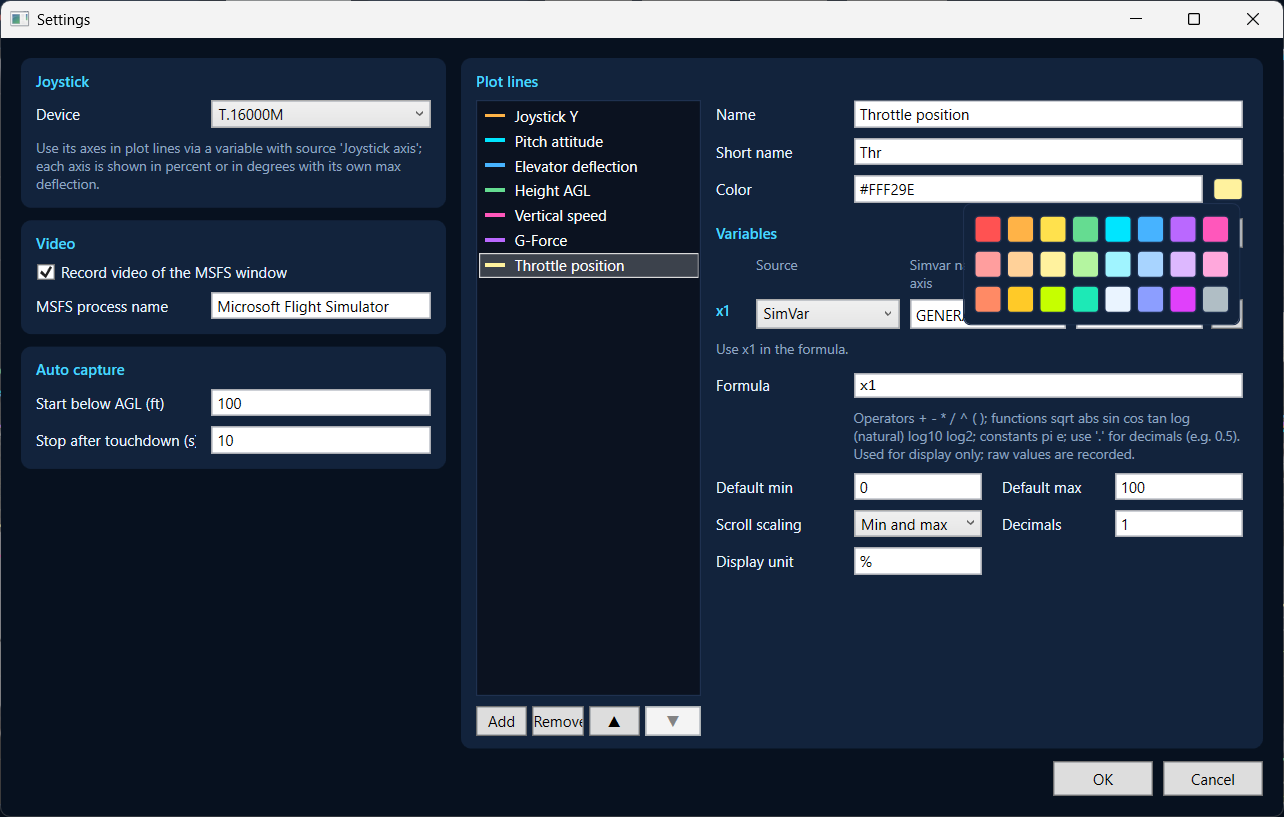 Settings
Joystick
Device
T.16000M
Use its axes in plot lines via a variable with source 'Joystick axis';
each axis is shown in percent or in degrees with its own max
deflection.
Video
Record video of the MSFS window
MSFS process name
Microsoft Flight Simulator
Auto capture
Start below AGL (ft)
100
Stop after touchdown (s
10
Plot lines
Joystick Y
Pitch attitude
Elevator deflection
Height AGL
Vertical speed
G-Force
Throttle position
Add
Remove
▲
▼
Name
Throttle position
Short name
Thr
Color
#FFF29E
Variables
Source
Simvar n
axis
x1
SimVar
GENER
Use x1 in the formula.
Formula
x1
Operators + - * / ^ ( ); functions sqrt abs sin cos tan log
(natural) log10 log2; constants pi e; use '.' for decimals (e.g. 0.5).
Used for display only; raw values are recorded.
Default min
0
Default max
100
Scroll scaling
Min and max
Decimals
1
Display unit
%
OK
Cancel